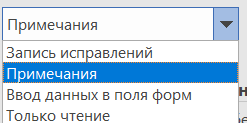 Примечания
Запись исправлений
Примечания
Ввод данных в поля форм
Только чтение